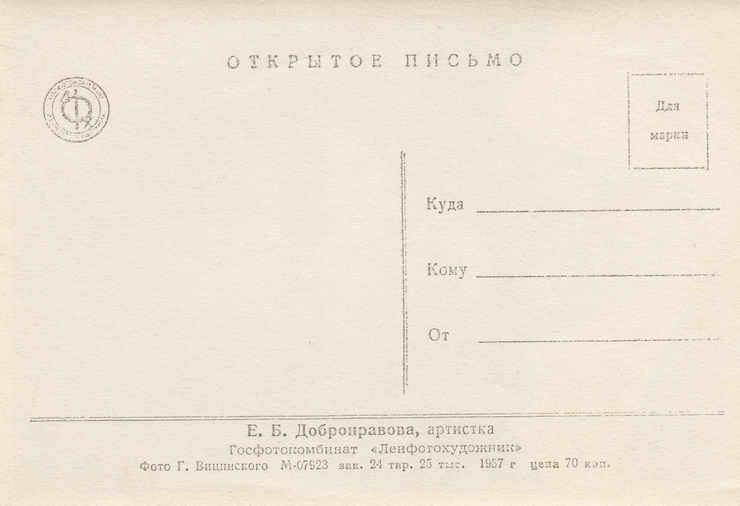 ОТКРЫТОЕ ПИСЬМО
Для
марки
Куда
Кому
От
Е. Б. Добронравова, артистка
Госфотокомбинат «Ленфотохудожник»
Фото Г. Вицинского М-07923 зак. 24 тир. 25 тыс. 1957 г цена 70 коп.